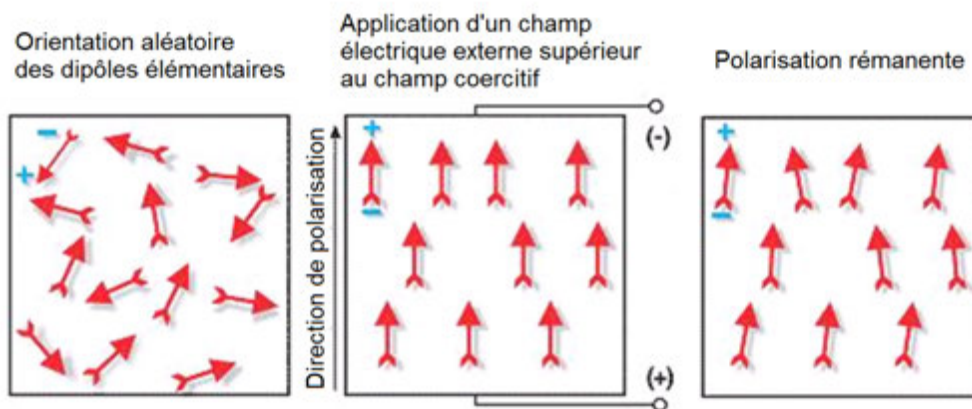 Orientation aléatoire
des dipôles élémentaires
Application d'un champ
électrique externe supérieur
au champ coercitif
Polarisation rémanente
-
+
Direction de polarisation
+
-
(-)
(+)
+
-